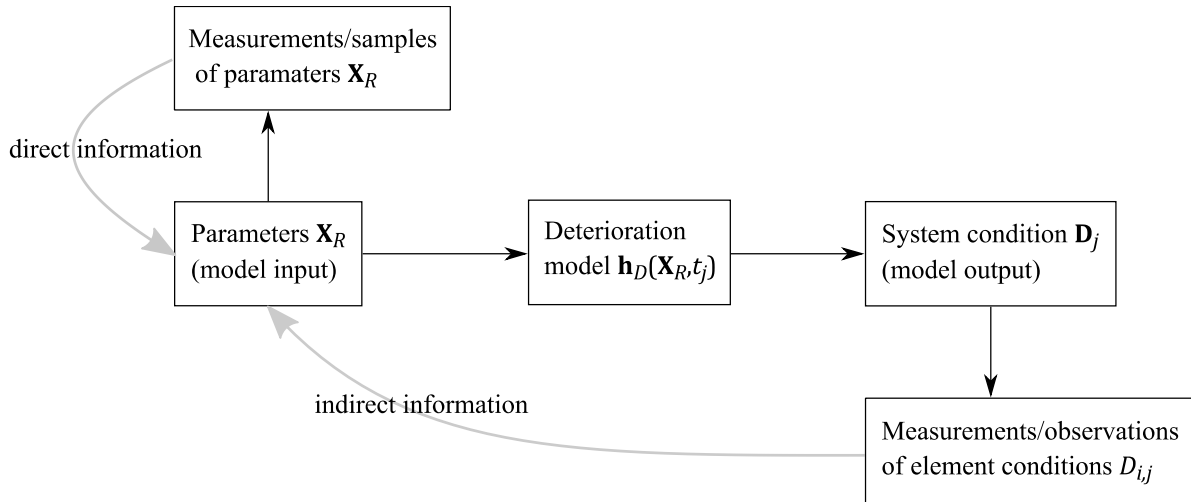 Measurements/samples
of paramaters 𝐗_R
direct information
Parameters 𝐗_R
(model input)
Deterioration
model 𝐡_D(𝐗_R,t_j)
System condition 𝐃_j
(model output)
indirect information
Measurements/observations
of element conditions D_i,j